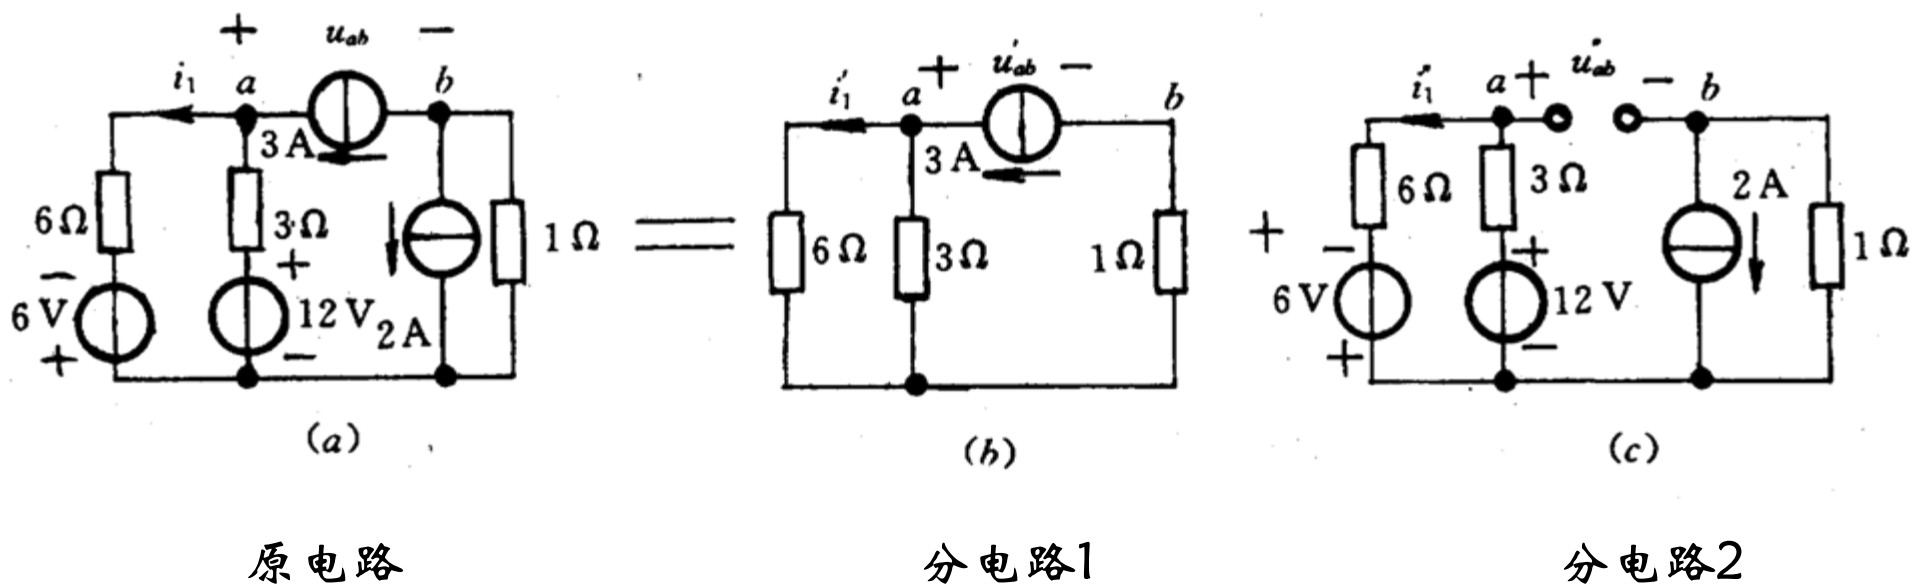 + u_ab −
i₁ a b
3 A
6 Ω 3 Ω 1 Ω
− +
6 V 12 V 2 A
+ −
(a)
=
+ u'_ab −
i'₁ a b
3 A
6 Ω 3 Ω 1 Ω
(b)
+
+ u"_ab −
i"₁ a b
6 Ω 3 Ω 2 A 1 Ω
− +
6 V 12 V
+ −
(c)
原电路 分电路1 分电路2